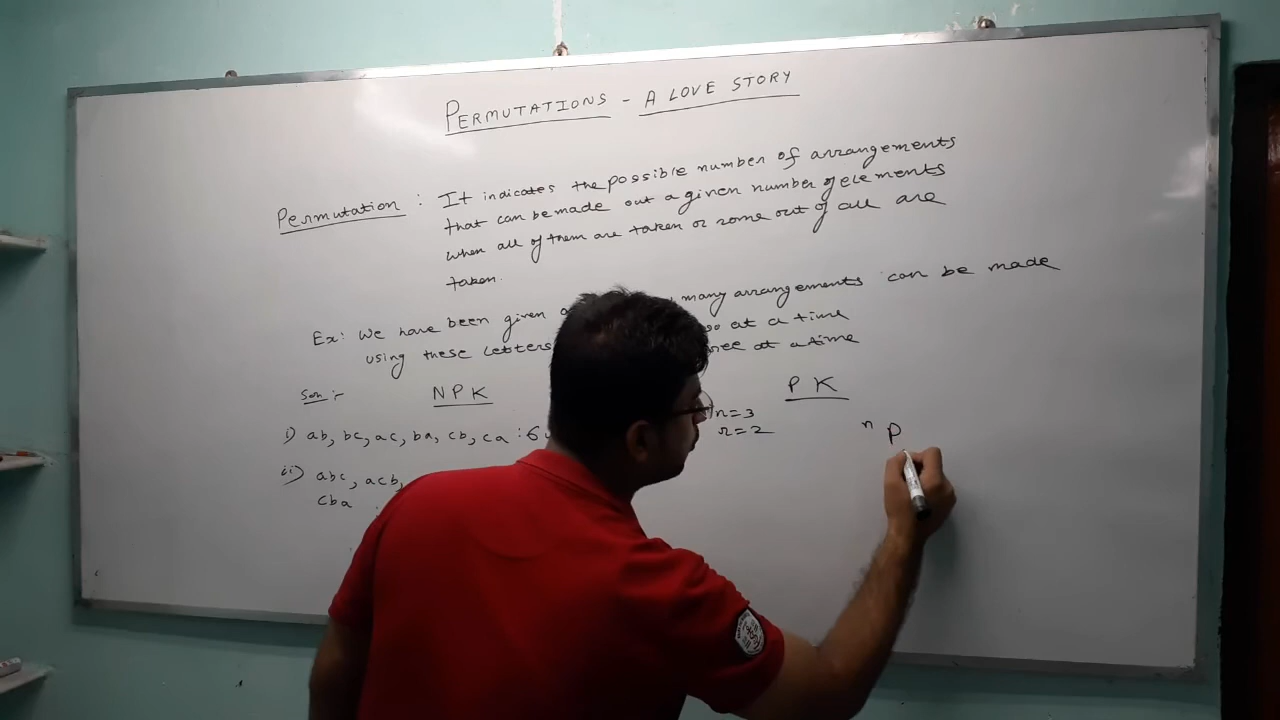 PERMUTATIONS - A LOVE STORY
Permutation : It indicates the possible number of arrangements
that can be made out a given number of elements
when all of them are taken or some out of all are
taken.
Ex: We have been given many arrangements can be made
using these letters at a time
at a time
Soln :-
NPK
PK
i) ab, bc, ac, ba, cb, ca : 6
n=3
r=2
n P
ii) abc, acb,
cba